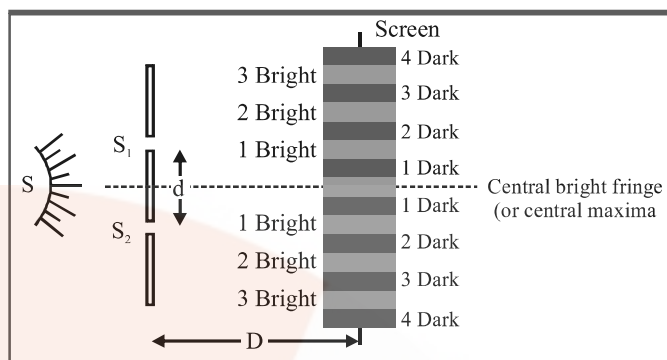 Screen
4 Dark
3 Bright
3 Dark
2 Bright
2 Dark
S₁
1 Bright
1 Dark
S
d
Central bright fringe
(or central maxima
1 Dark
S₂
1 Bright
2 Dark
2 Bright
3 Dark
3 Bright
4 Dark
D